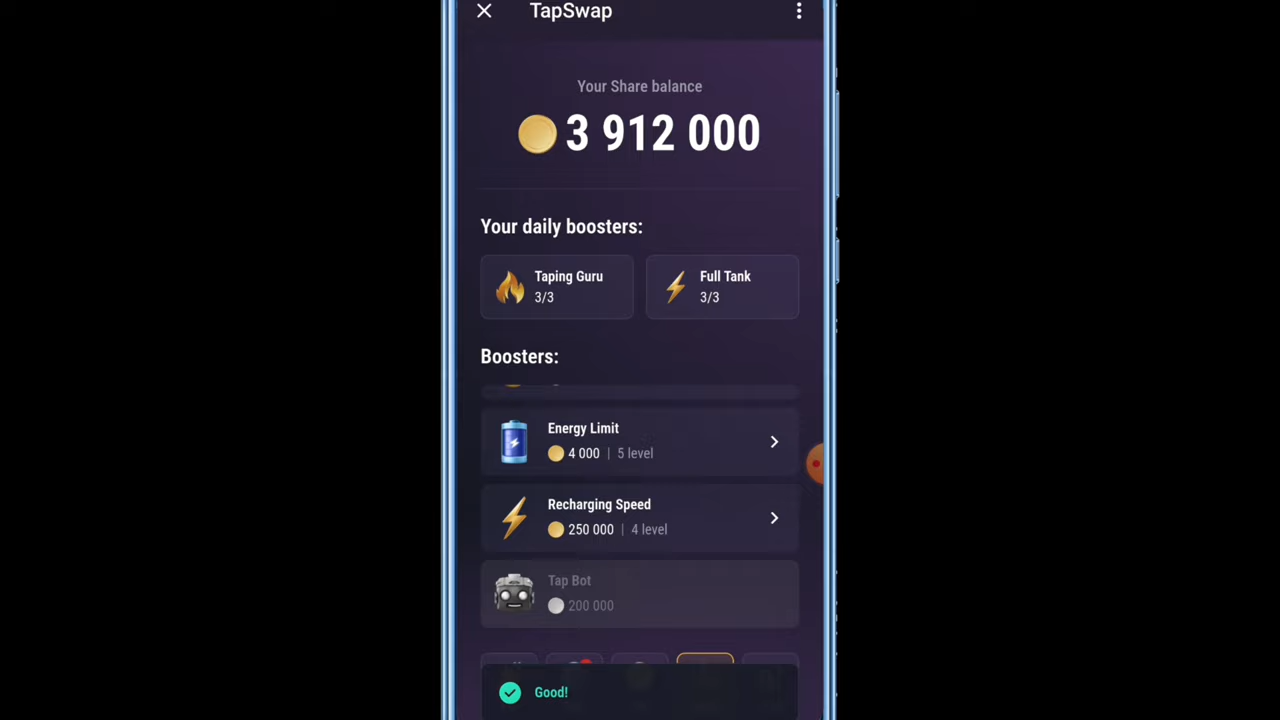 TapSwap
Your Share balance
3 912 000
Your daily boosters:
Taping Guru
3/3
Full Tank
3/3
Boosters:
Energy Limit
4 000 | 5 level
Recharging Speed
250 000 | 4 level
Tap Bot
200 000
Good!